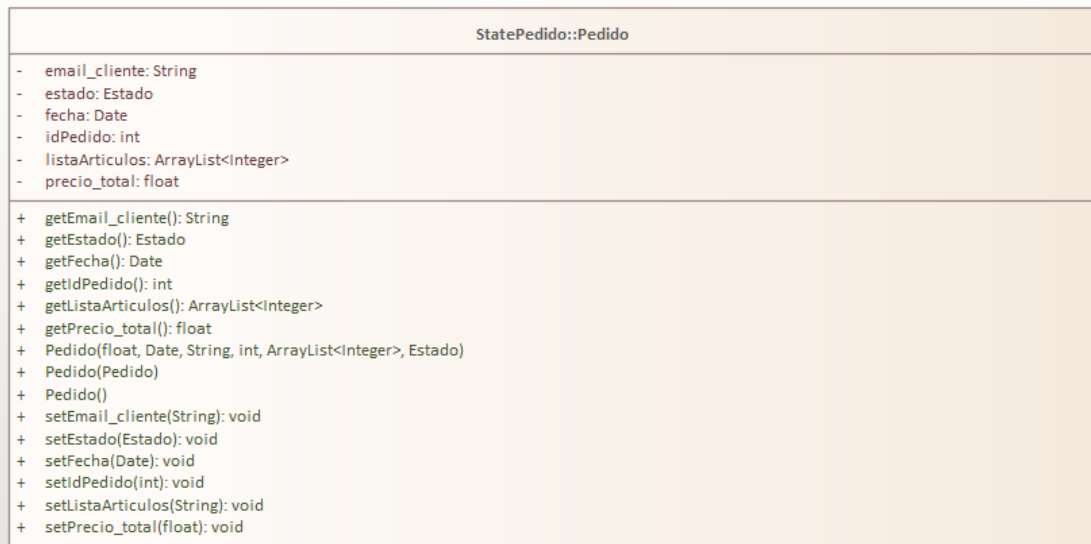 StatePedido::Pedido
- email_cliente: String
- estado: Estado
- fecha: Date
- idPedido: int
- listaArticulos: ArrayList<Integer>
- precio_total: float
+ getEmail_cliente(): String
+ getEstado(): Estado
+ getFecha(): Date
+ getIdPedido(): int
+ getListaArticulos(): ArrayList<Integer>
+ getPrecio_total(): float
+ Pedido(float, Date, String, int, ArrayList<Integer>, Estado)
+ Pedido(Pedido)
+ Pedido()
+ setEmail_cliente(String): void
+ setEstado(Estado): void
+ setFecha(Date): void
+ setIdPedido(int): void
+ setListaArticulos(String): void
+ setPrecio_total(float): void